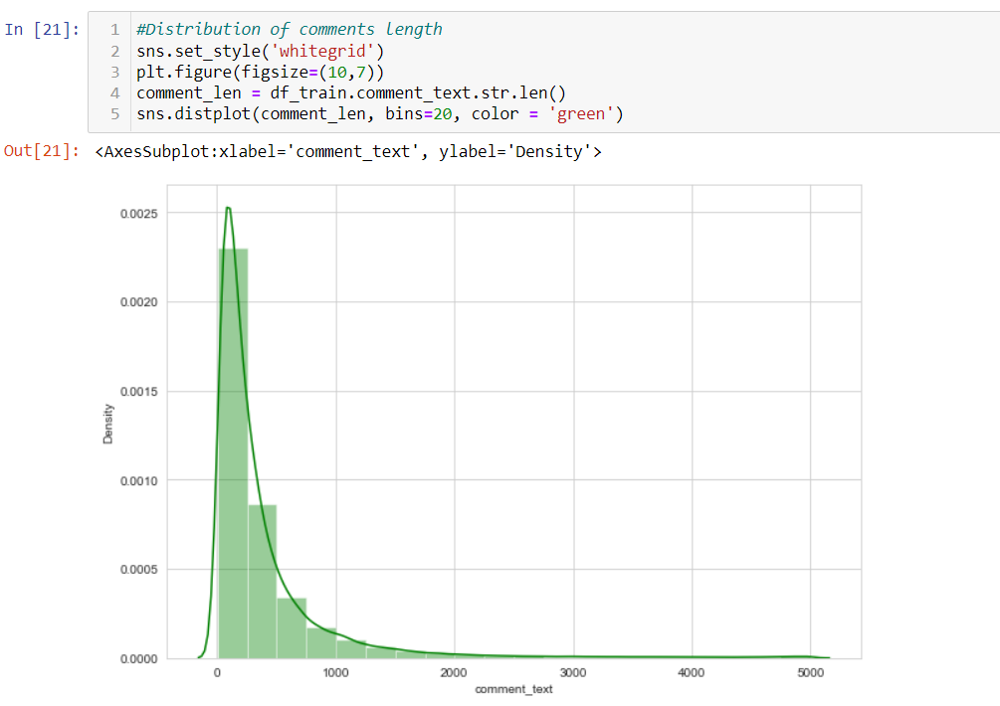 In [21]:
1 #Distribution of comments length
2 sns.set_style('whitegrid')
3 plt.figure(figsize=(10,7))
4 comment_len = df_train.comment_text.str.len()
5 sns.distplot(comment_len, bins=20, color = 'green')
Out[21]: <AxesSubplot:xlabel='comment_text', ylabel='Density'>
0.0025
0.0020
0.0015
Density
0.0010
0.0005
0.0000
0 1000 2000 3000 4000 5000
comment_text